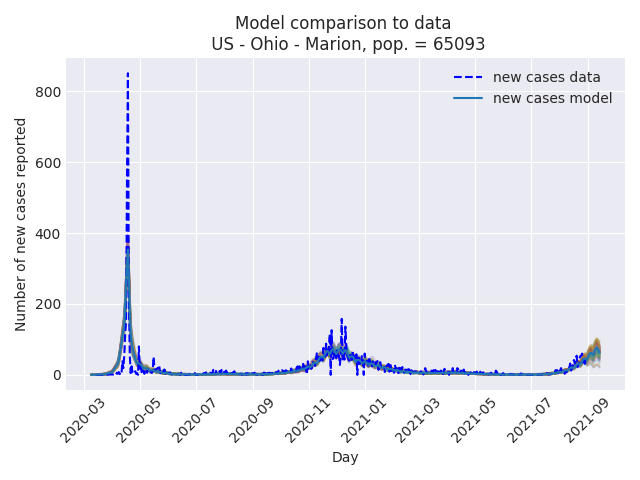 Model comparison to data
US - Ohio - Marion, pop. = 65093
new cases data
new cases model
Number of new cases reported
800
600
400
200
0
2020-03
2020-05
2020-07
2020-09
2020-11
2021-01
2021-03
2021-05
2021-07
2021-09
Day